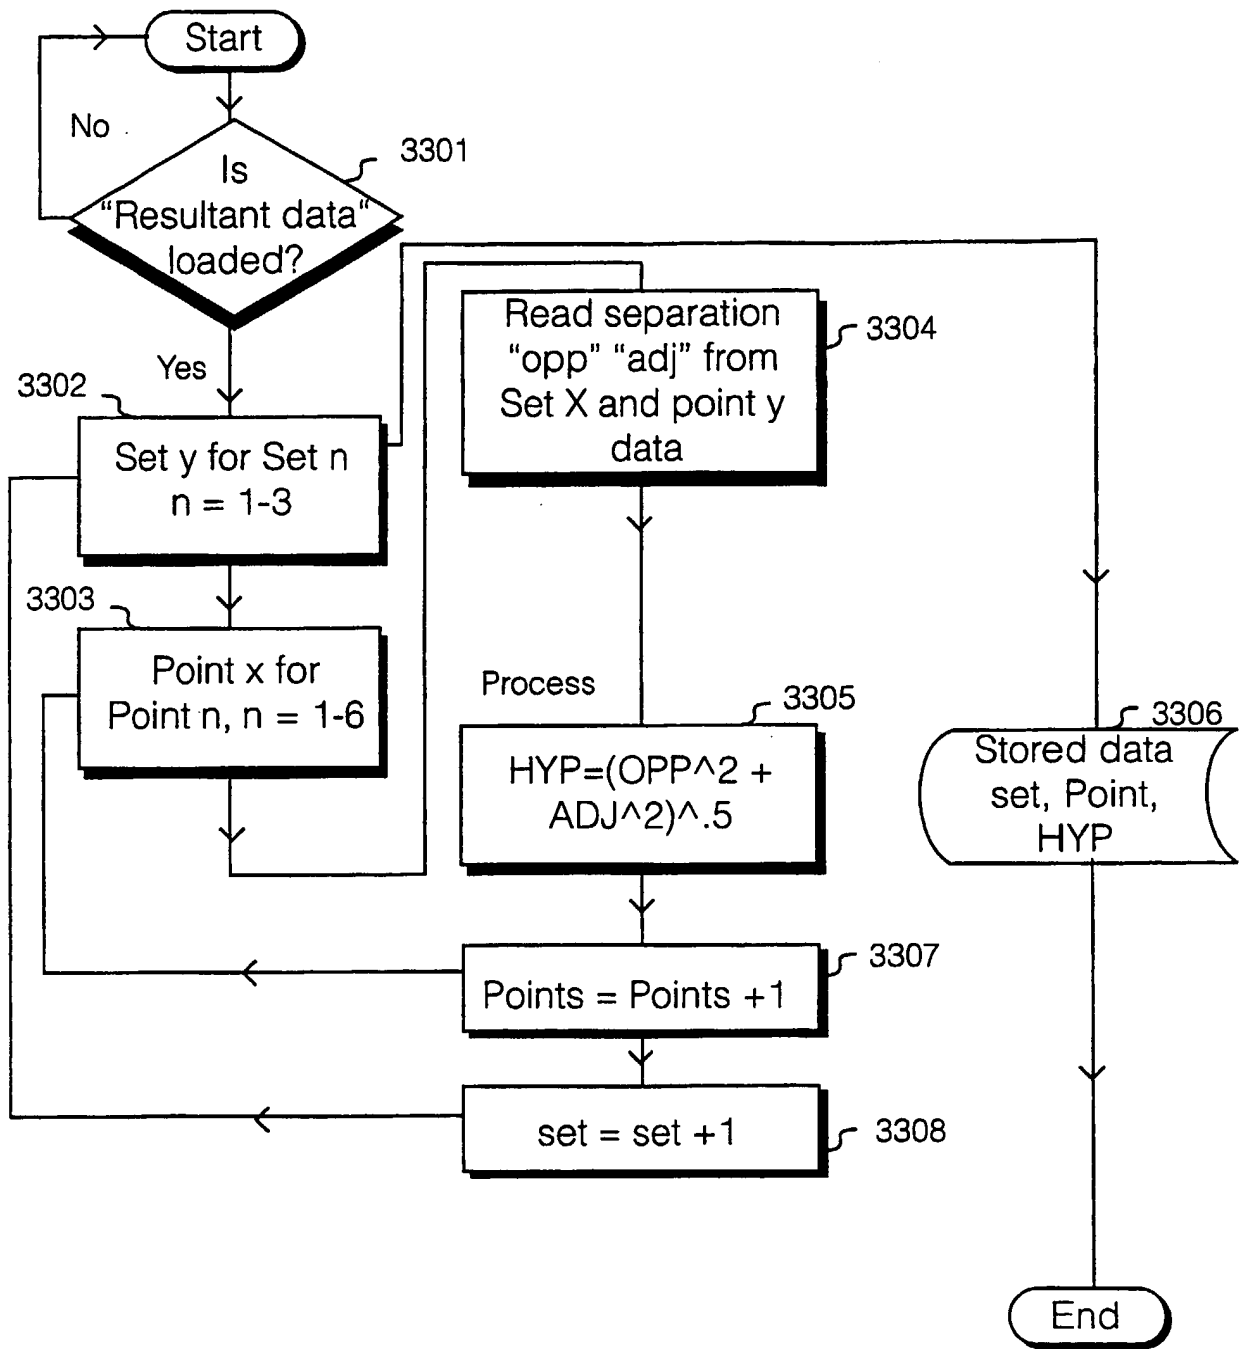 Start
No
3301
Is
“Resultant data“
loaded?
Yes
3302
Set y for Set n
n = 1-3
3303
Point x for
Point n, n = 1-6
Read separation
“opp” “adj” from
Set X and point y
data
3304
Process
3305
HYP=(OPP^2 +
ADJ^2)^.5
3306
Stored data
set, Point,
HYP
3307
Points = Points +1
set = set +1
3308
End